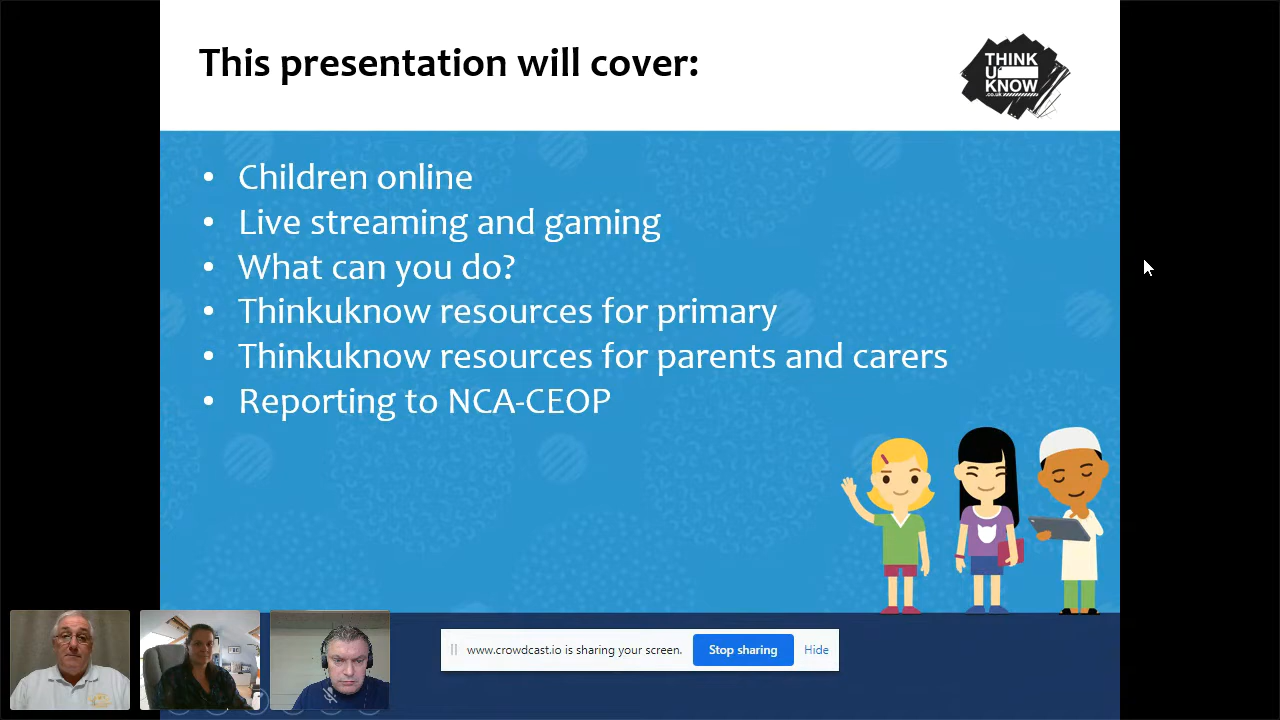 This presentation will cover:
THINK
U
KNOW
.co.uk
• Children online
• Live streaming and gaming
• What can you do?
• Thinkuknow resources for primary
• Thinkuknow resources for parents and carers
• Reporting to NCA-CEOP
www.crowdcast.io is sharing your screen. Stop sharing Hide